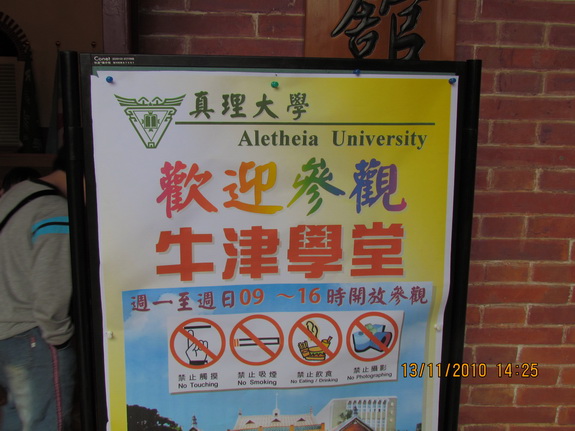 館
真理大學
Aletheia University
歡迎參觀
牛津學堂
週一至週日09 ~16時開放參觀
禁止觸摸
No Touching
禁止吸煙
No Smoking
禁止飲食
No Eating / Drinking
禁止攝影
No Photographing
13/11/2010 14:25